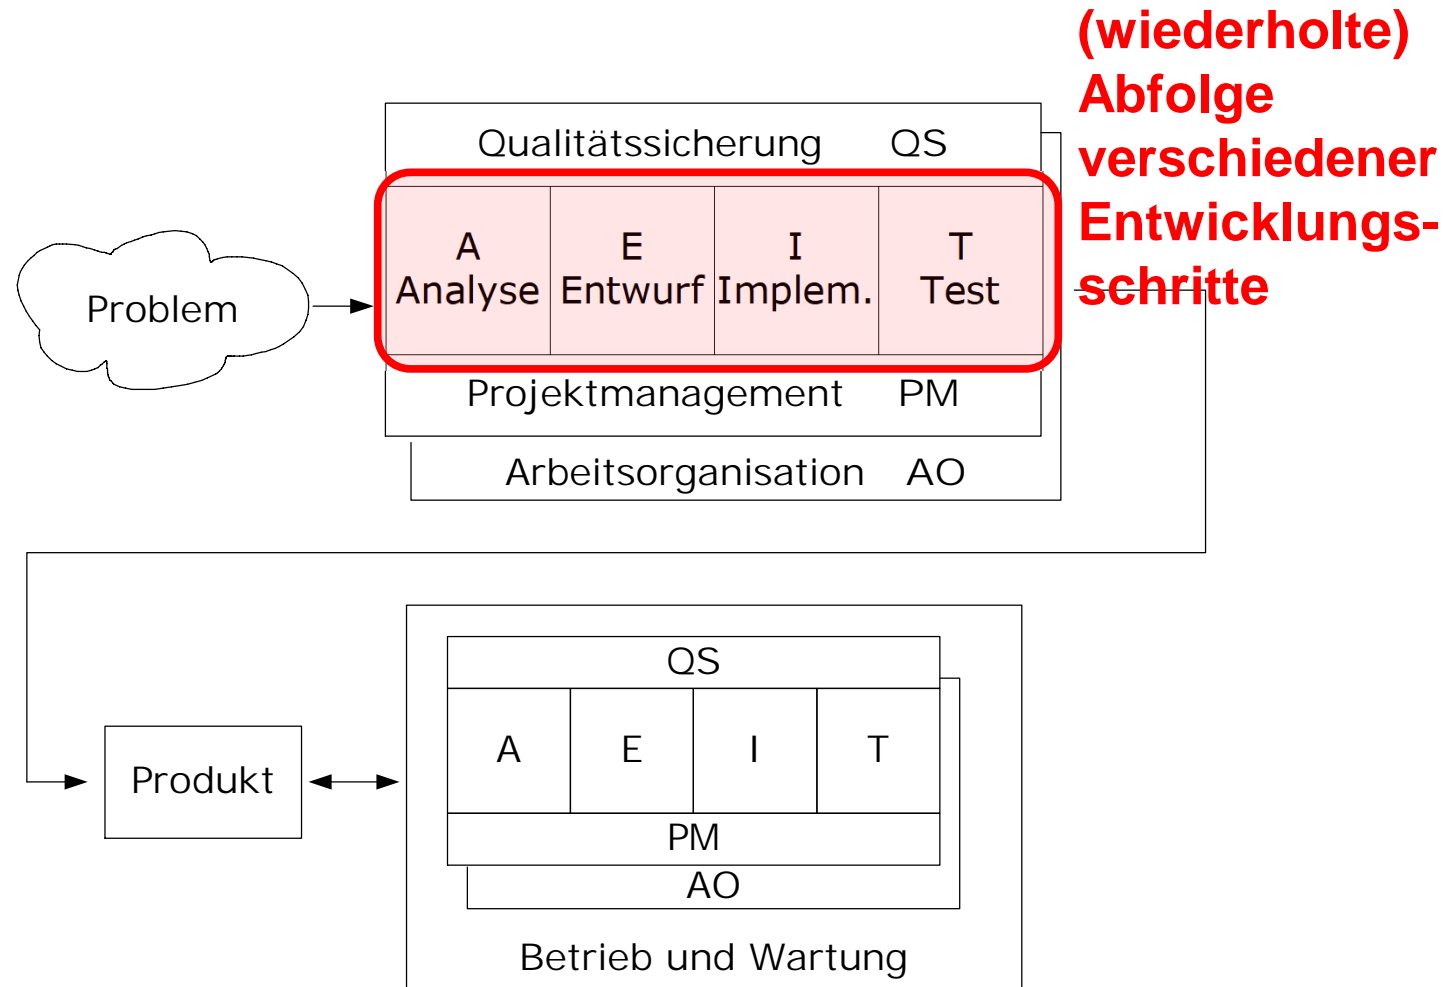 (wiederholte)
Abfolge
verschiedener
Entwicklungs-
schritte
Qualitätssicherung QS
A
Analyse
E
Entwurf
I
Implem.
T
Test
Problem
Projektmanagement PM
Arbeitsorganisation AO
QS
A E I T
Produkt
PM
AO
Betrieb und Wartung